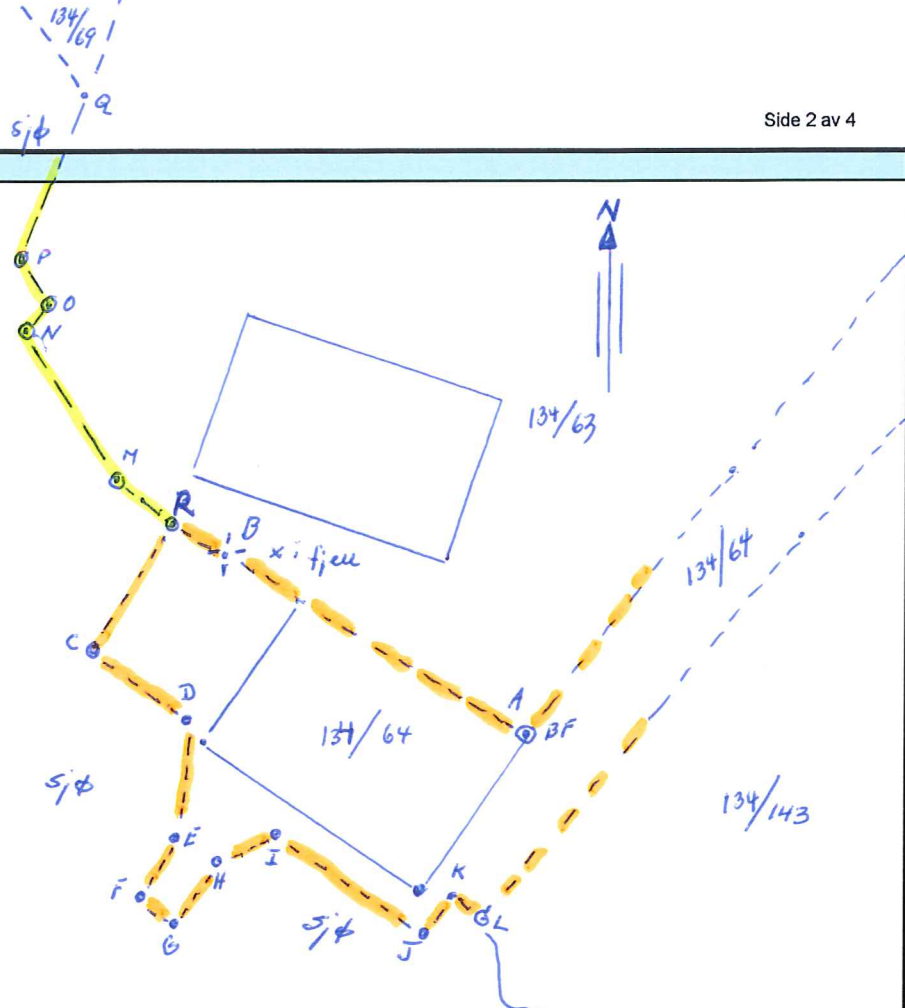 134/69
Q
sjø
Side 2 av 4
N
P
O
N
134/63
M
R
B
x i fjell
134/64
C
D
A
BF
134/64
sjø
134/143
E
F
H
I
K
G
sjø
J
L